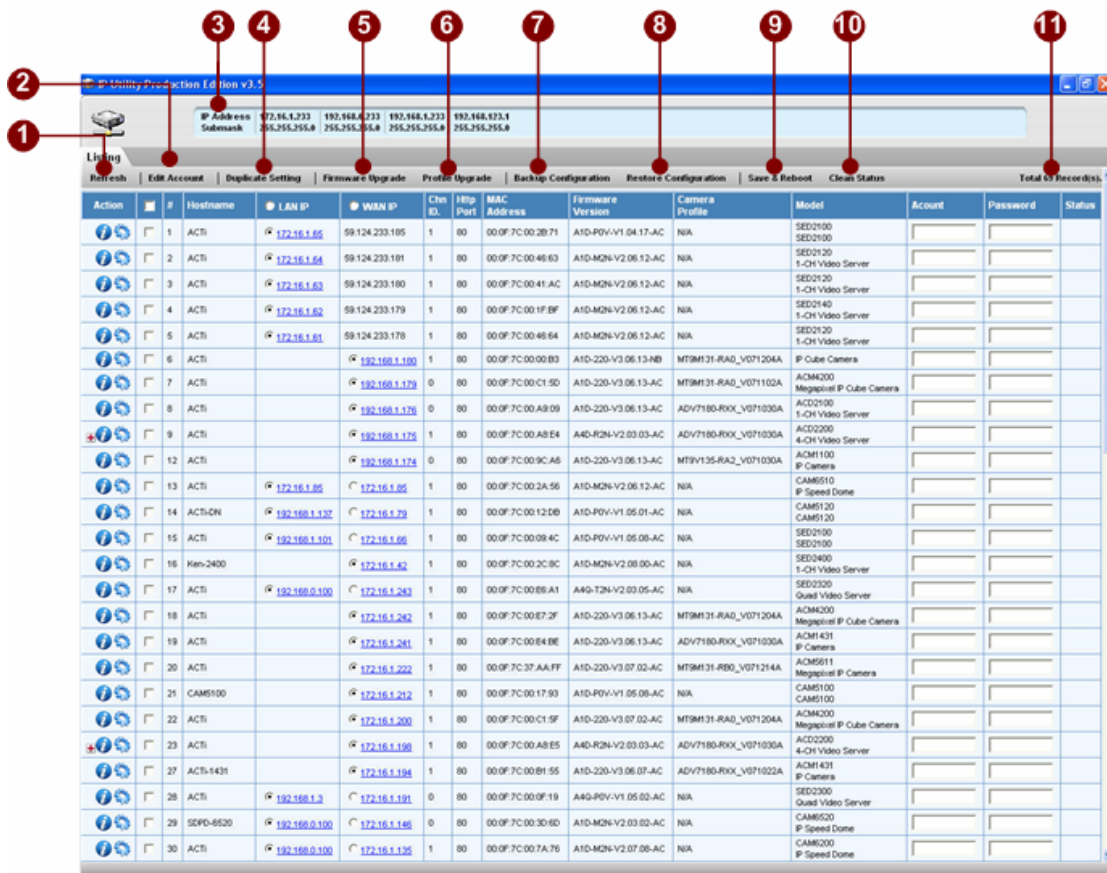 3 4 5 6 7 8 9 10 11
2
IP Utility Production Edition v3.5
IP Address 172.16.1.233 192.168.0.233 192.168.1.233 192.168.123.1
Submask 255.255.255.0 255.255.255.0 255.255.255.0 255.255.255.0
1
Listing
Refresh | Edit Account | Duplicate Setting | Firmware Upgrade Profile Upgrade | Backup Configuration Restore Configuration | Save & Reboot Clean Status Total 69 Record(s).
Action # Hostname LAN IP WAN IP Chn ID. Http Port MAC Address Firmware Version Camera Profile Model Acount Password Status
1 ACTi 172.16.1.65 59.124.233.185 1 80 00:0F:7C:00:2B:71 A1D-P0V-V1.04.17-AC N/A SED2100 SED2100
2 ACTi 172.16.1.64 59.124.233.181 1 80 00:0F:7C:00:46:63 A1D-M2N-V2.06.12-AC N/A SED2120 1-CH Video Server
3 ACTi 172.16.1.63 59.124.233.180 1 80 00:0F:7C:00:41:AC A1D-M2N-V2.06.12-AC N/A SED2120 1-CH Video Server
4 ACTi 172.16.1.62 59.124.233.179 1 80 00:0F:7C:00:1F:BF A1D-M2N-V2.06.12-AC N/A SED2140 1-CH Video Server
5 ACTi 172.16.1.61 59.124.233.178 1 80 00:0F:7C:00:46:64 A1D-M2N-V2.06.12-AC N/A SED2120 1-CH Video Server
6 ACTi 192.168.1.180 1 80 00:0F:7C:00:00:B3 A1D-220-V3.06.13-NB MT9M131-RA0_V071204A IP Cube Camera
7 ACTi 192.168.1.179 0 80 00:0F:7C:00:C1:5D A1D-220-V3.06.13-AC MT9M131-RA0_V071102A ACM4200 Megapixel IP Cube Camera
8 ACTi 192.168.1.176 0 80 00:0F:7C:00:A9:09 A1D-220-V3.06.13-AC ADV7180-RXX_V071030A ACD2100 1-CH Video Server
9 ACTi 192.168.1.175 1 80 00:0F:7C:00:A8:E4 A4D-R2N-V2.03.03-AC ADV7180-RXX_V071030A ACD2200 4-CH Video Server
12 ACTi 192.168.1.174 0 80 00:0F:7C:00:9C:A6 A1D-220-V3.06.13-AC MT9V135-RA2_V071030A ACM1100 IP Camera
13 ACTi 172.16.1.85 172.16.1.85 1 80 00:0F:7C:00:2A:56 A1D-M2N-V2.06.12-AC N/A CAM6510 IP Speed Dome
14 ACTi-DN 192.168.1.137 172.16.1.79 1 80 00:0F:7C:00:12:DB A1D-P0V-V1.05.01-AC N/A CAM5120 CAM5120
15 ACTi 192.168.1.101 172.16.1.66 1 80 00:0F:7C:00:09:4C A1D-P0V-V1.05.08-AC N/A SED2100 SED2100
16 Ken-2400 172.16.1.42 1 80 00:0F:7C:00:2C:8C A1D-M2N-V2.08.00-AC N/A SED2400 1-CH Video Server
17 ACTi 192.168.0.100 172.16.1.243 1 80 00:0F:7C:00:E6:A1 A4Q-T2N-V2.03.05-AC N/A SED2320 Quad Video Server
18 ACTi 172.16.1.242 1 80 00:0F:7C:00:E7:2F A1D-220-V3.06.13-AC MT9M131-RA0_V071204A ACM4200 Megapixel IP Cube Camera
19 ACTi 172.16.1.241 1 80 00:0F:7C:00:E4:BE A1D-220-V3.06.13-AC ADV7180-RXX_V071030A ACM1431 IP Camera
20 ACTi 172.16.1.222 1 80 00:0F:7C:37:AA:FF A1D-220-V3.07.02-AC MT9M131-RB0_V071214A ACM5611 Megapixel IP Camera
21 CAM5100 172.16.1.212 1 80 00:0F:7C:00:17:93 A1D-P0V-V1.05.08-AC N/A CAM5100 CAM5100
22 ACTi 172.16.1.200 1 80 00:0F:7C:00:C1:5F A1D-220-V3.07.02-AC MT9M131-RA0_V071204A ACM4200 Megapixel IP Cube Camera
23 ACTi 172.16.1.198 1 80 00:0F:7C:00:A8:E5 A4D-R2N-V2.03.03-AC ADV7180-RXX_V071030A ACD2200 4-CH Video Server
27 ACTi-1431 172.16.1.194 1 80 00:0F:7C:00:B1:55 A1D-220-V3.06.07-AC ADV7180-RXX_V071022A ACM1431 IP Camera
28 ACTi 192.168.1.3 172.16.1.191 0 80 00:0F:7C:00:0F:19 A4Q-P0V-V1.05.02-AC N/A SED2300 Quad Video Server
29 SDPD-6520 192.168.0.100 172.16.1.146 0 80 00:0F:7C:00:3D:6D A1D-M2N-V2.03.02-AC N/A CAM6520 IP Speed Dome
30 ACTi 192.168.0.100 172.16.1.135 1 80 00:0F:7C:00:7A:76 A1D-M2N-V2.07.08-AC N/A CAM6200 IP Speed Dome